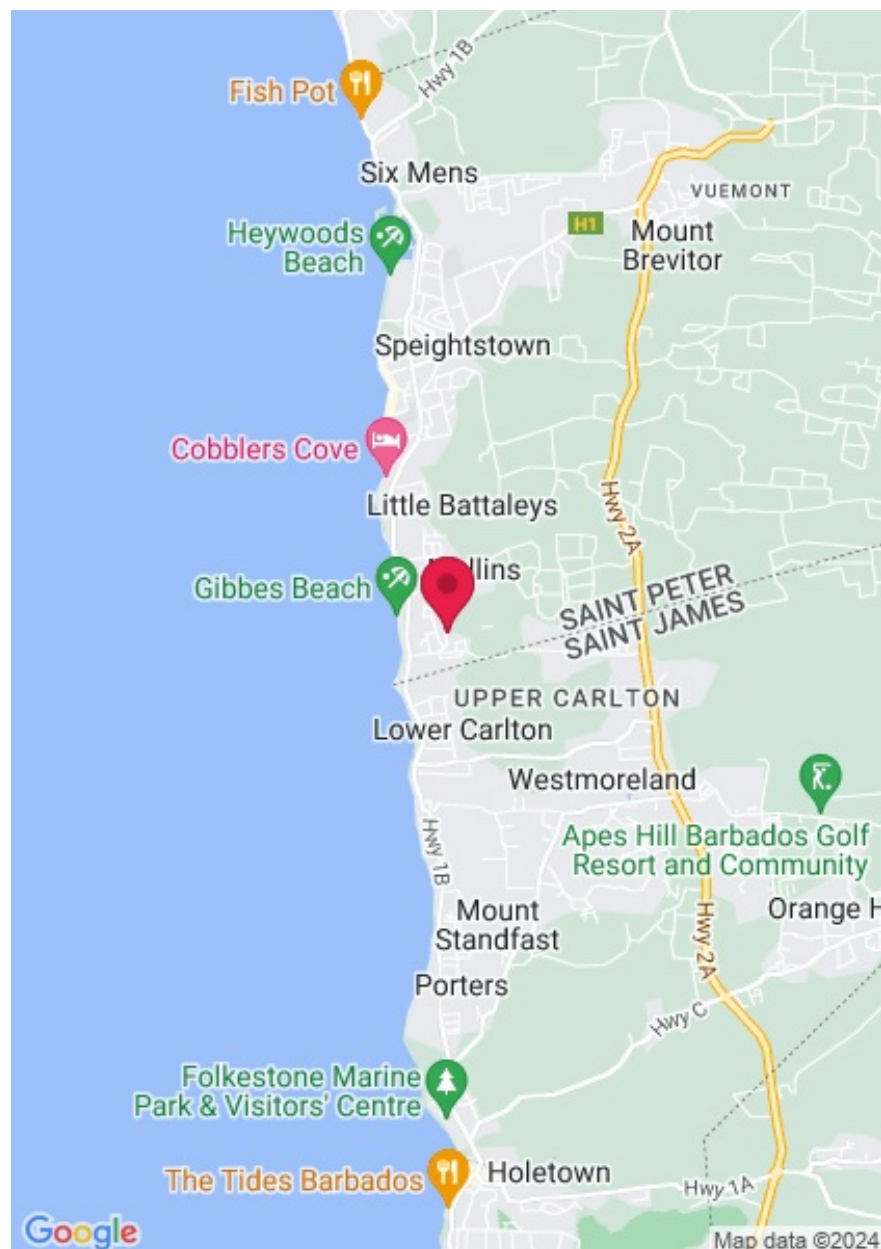 Hwy 1B
Fish Pot
Six Mens
VUEMONT
H1
Heywoods
Beach
Mount
Brevitor
Speightstown
Cobblers Cove
Little Battaleys
Hwy 2A
Gibbes Beach
SAINT PETER
SAINT JAMES
UPPER CARLTON
Lower Carlton
Westmoreland
Hwy 1B
Apes Hill Barbados Golf
Resort and Community
Mount
Standfast
Orange H
Hwy 2A
Porters
Hwy C
Folkestone Marine
Park & Visitors' Centre
The Tides Barbados
Holetown
Hwy 1A
Google
Map data ©2024